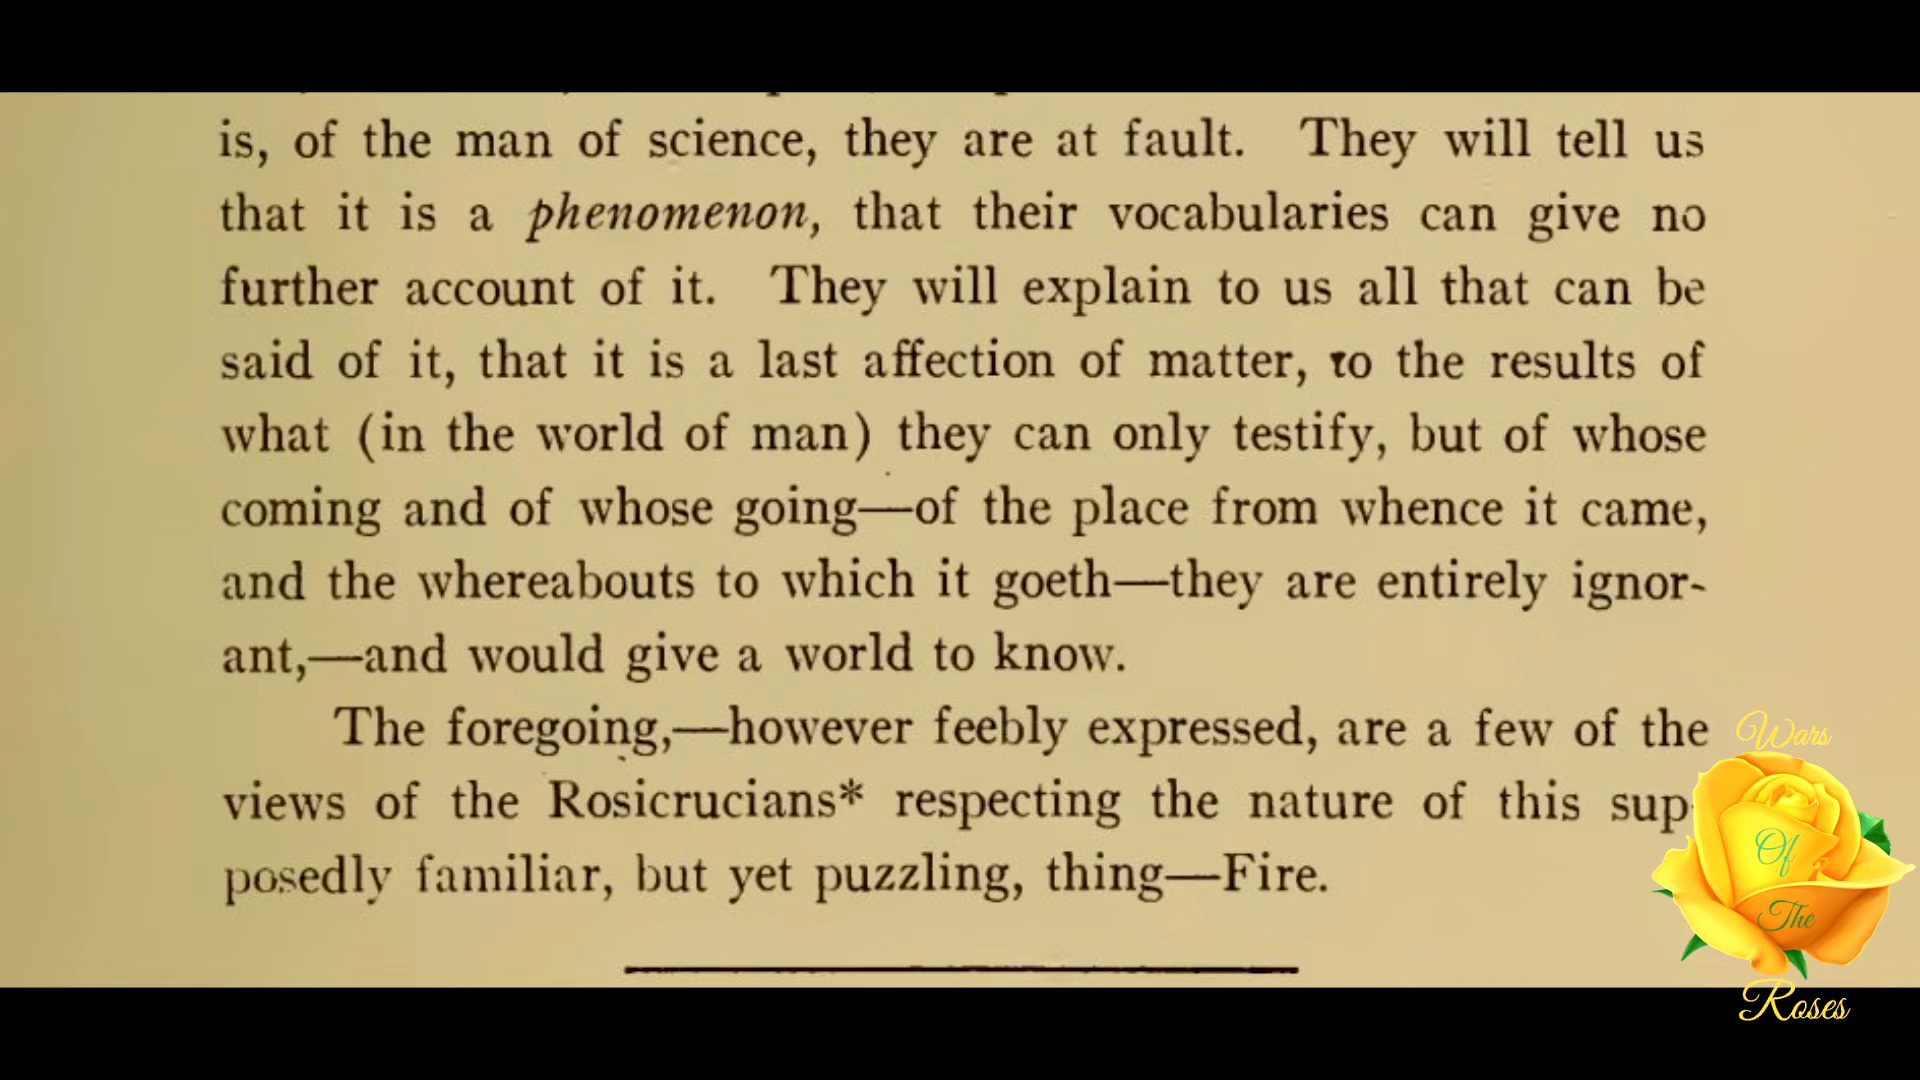 is, of the man of science, they are at fault. They will tell us
that it is a phenomenon, that their vocabularies can give no
further account of it. They will explain to us all that can be
said of it, that it is a last affection of matter, to the results of
what (in the world of man) they can only testify, but of whose
coming and of whose going—of the place from whence it came,
and the whereabouts to which it goeth—they are entirely ignor-
ant,—and would give a world to know.
The foregoing,—however feebly expressed, are a few of the
views of the Rosicrucians* respecting the nature of this sup-
posedly familiar, but yet puzzling, thing—Fire.
Wars
Of
The
Roses